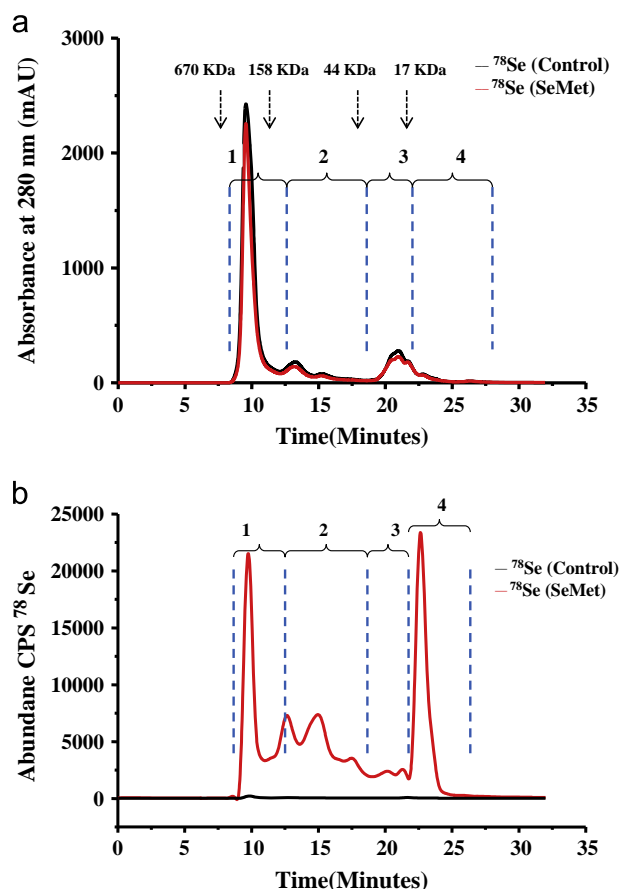 a
3000
2000
1000
0
Absorbance at 280 nm (mAU)
670 KDa 158 KDa 44 KDa 17 KDa
1 2 3 4
— ⁷⁸Se (Control)
— ⁷⁸Se (SeMet)
0 5 10 15 20 25 30 35
Time(Minutes)
b
25000
20000
15000
10000
5000
0
Abundane CPS ⁷⁸Se
1 2 3 4
— ⁷⁸Se (Control)
— ⁷⁸Se (SeMet)
0 5 10 15 20 25 30 35
Time(Minutes)